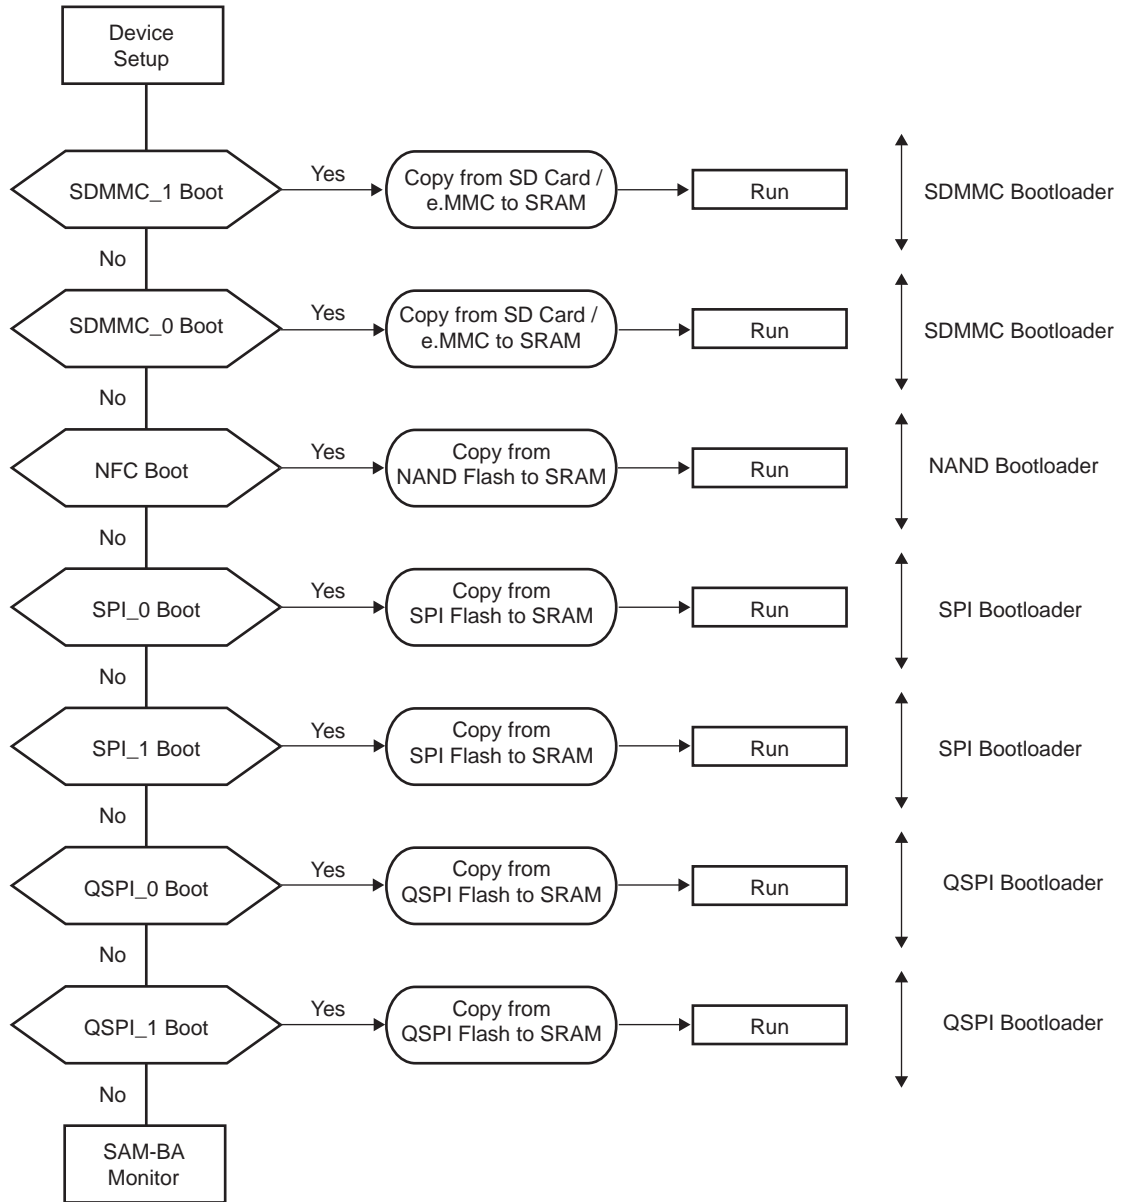 Device
Setup
SDMMC_1 Boot
Yes
Copy from SD Card /
e.MMC to SRAM
Run
SDMMC Bootloader
No
SDMMC_0 Boot
Yes
Copy from SD Card /
e.MMC to SRAM
Run
SDMMC Bootloader
No
NFC Boot
Yes
Copy from
NAND Flash to SRAM
Run
NAND Bootloader
No
SPI_0 Boot
Yes
Copy from
SPI Flash to SRAM
Run
SPI Bootloader
No
SPI_1 Boot
Yes
Copy from
SPI Flash to SRAM
Run
SPI Bootloader
No
QSPI_0 Boot
Yes
Copy from
QSPI Flash to SRAM
Run
QSPI Bootloader
No
QSPI_1 Boot
Yes
Copy from
QSPI Flash to SRAM
Run
QSPI Bootloader
No
SAM-BA
Monitor